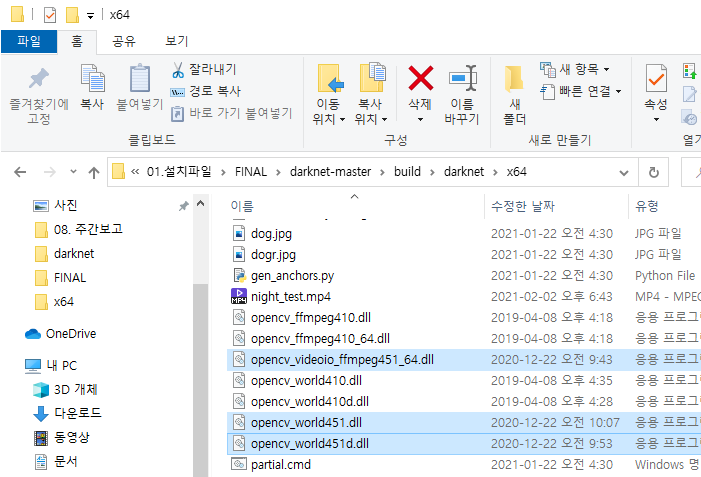 x64
파일 홈 공유 보기
즐겨찾기에 고정
복사
붙여넣기
잘라내기
경로 복사
바로 가기 붙여넣기
클립보드
이동 위치
복사 위치
삭제
이름 바꾸기
구성
새 폴더
새 항목
빠른 연결
새로 만들기
속성
열기
« 01.설치파일 > FINAL > darknet-master > build > darknet > x64
사진
08. 주간보고
darknet
FINAL
x64
OneDrive
내 PC
3D 개체
다운로드
동영상
문서
이름 수정한 날짜 유형
dog.jpg 2021-01-22 오전 4:30 JPG 파일
dogr.jpg 2021-01-22 오전 4:30 JPG 파일
gen_anchors.py 2021-01-22 오전 4:30 Python File
night_test.mp4 2021-02-02 오후 6:43 MP4 - MPEG
opencv_ffmpeg410.dll 2019-04-08 오후 4:18 응용 프로그
opencv_ffmpeg410_64.dll 2019-04-08 오후 4:18 응용 프로그
opencv_videoio_ffmpeg451_64.dll 2020-12-22 오전 9:43 응용 프로그
opencv_world410.dll 2019-04-08 오후 4:35 응용 프로그
opencv_world410d.dll 2019-04-08 오후 4:28 응용 프로그
opencv_world451.dll 2020-12-22 오전 10:07 응용 프로그
opencv_world451d.dll 2020-12-22 오전 9:53 응용 프로그
partial.cmd 2021-01-22 오전 4:30 Windows 명